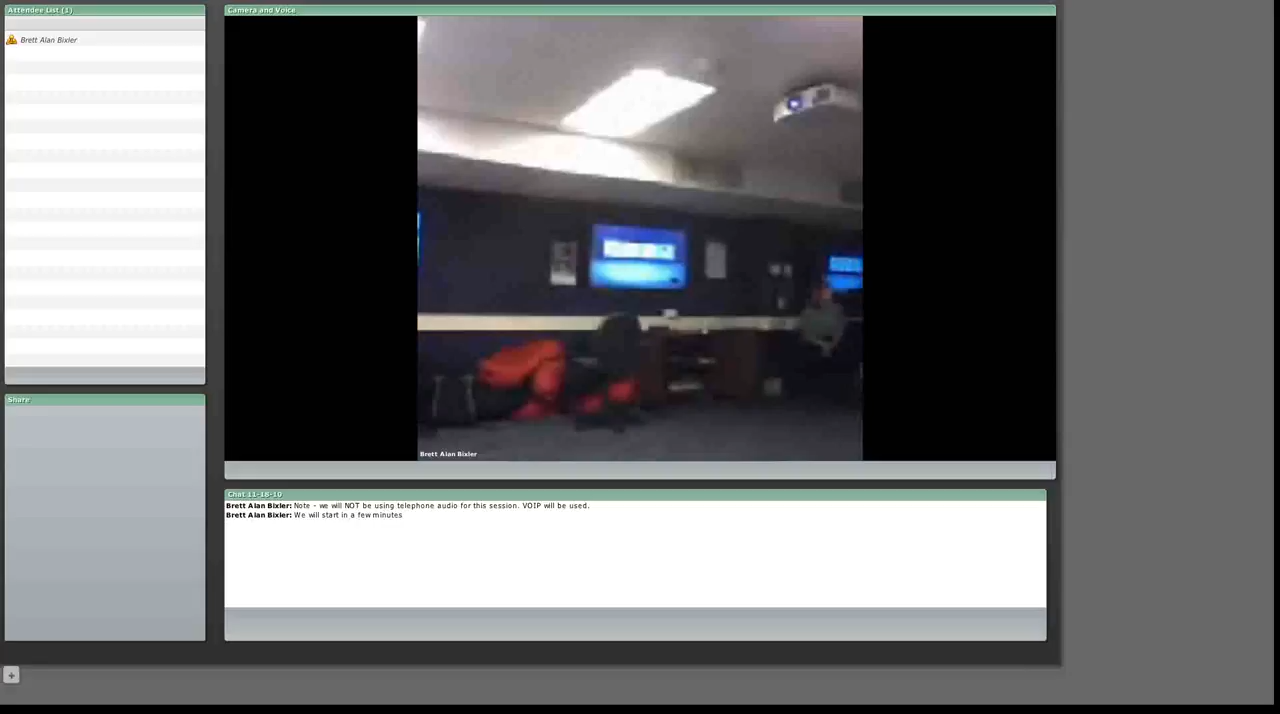 Attendee List (1)
Brett Alan Bixler
Camera and Voice
Brett Alan Bixler
Share
Chat 11-18-10
Brett Alan Bixler: Note - we will NOT be using telephone audio for this session. VOIP will be used.
Brett Alan Bixler: We will start in a few minutes